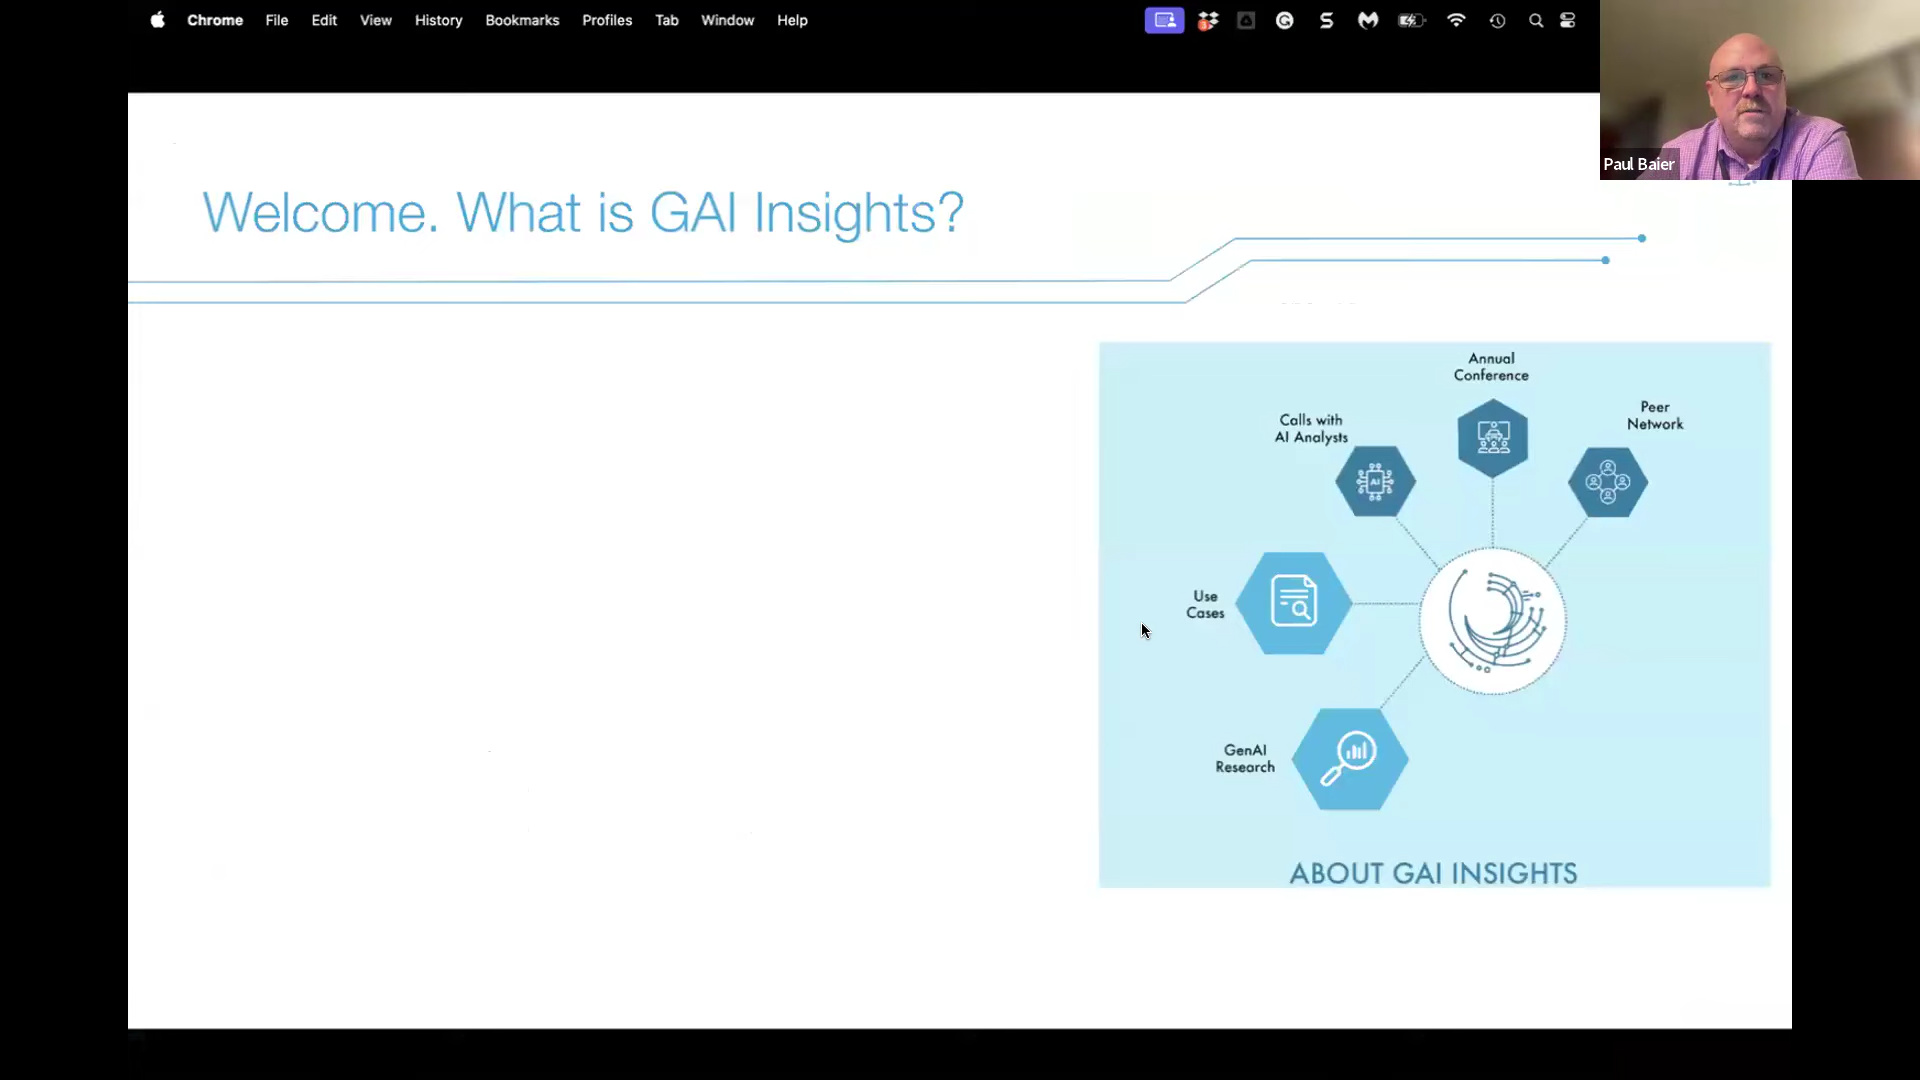 Chrome File Edit View History Bookmarks Profiles Tab Window Help
Paul Baier
Welcome. What is GAI Insights?
Annual
Conference
Calls with
AI Analysts
Peer
Network
AI
Use
Cases
GenAI
Research
ABOUT GAI INSIGHTS